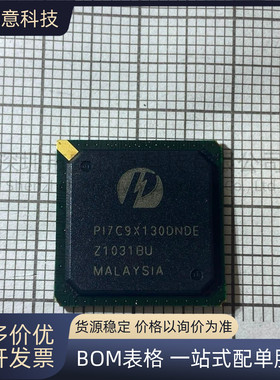 意科技
PI7C9X130DNDE
Z1031BU
MALAYSIA
多价优
开发票
货源稳定 价格以询价为准
BOM表格 一站式配单服